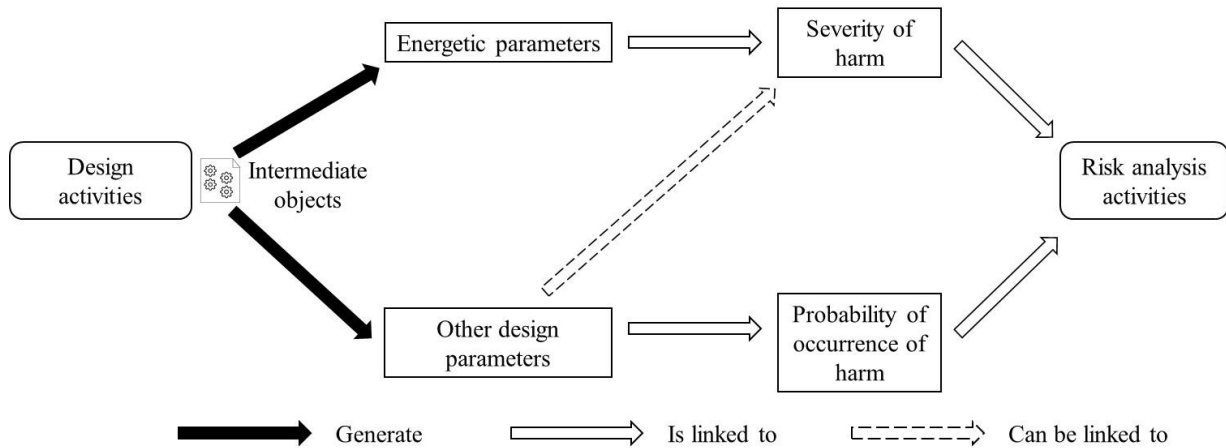 Energetic parameters
Severity of
harm
Design
activities
Intermediate
objects
Risk analysis
activities
Other design
parameters
Probability of
occurrence of
harm
Generate
Is linked to
Can be linked to